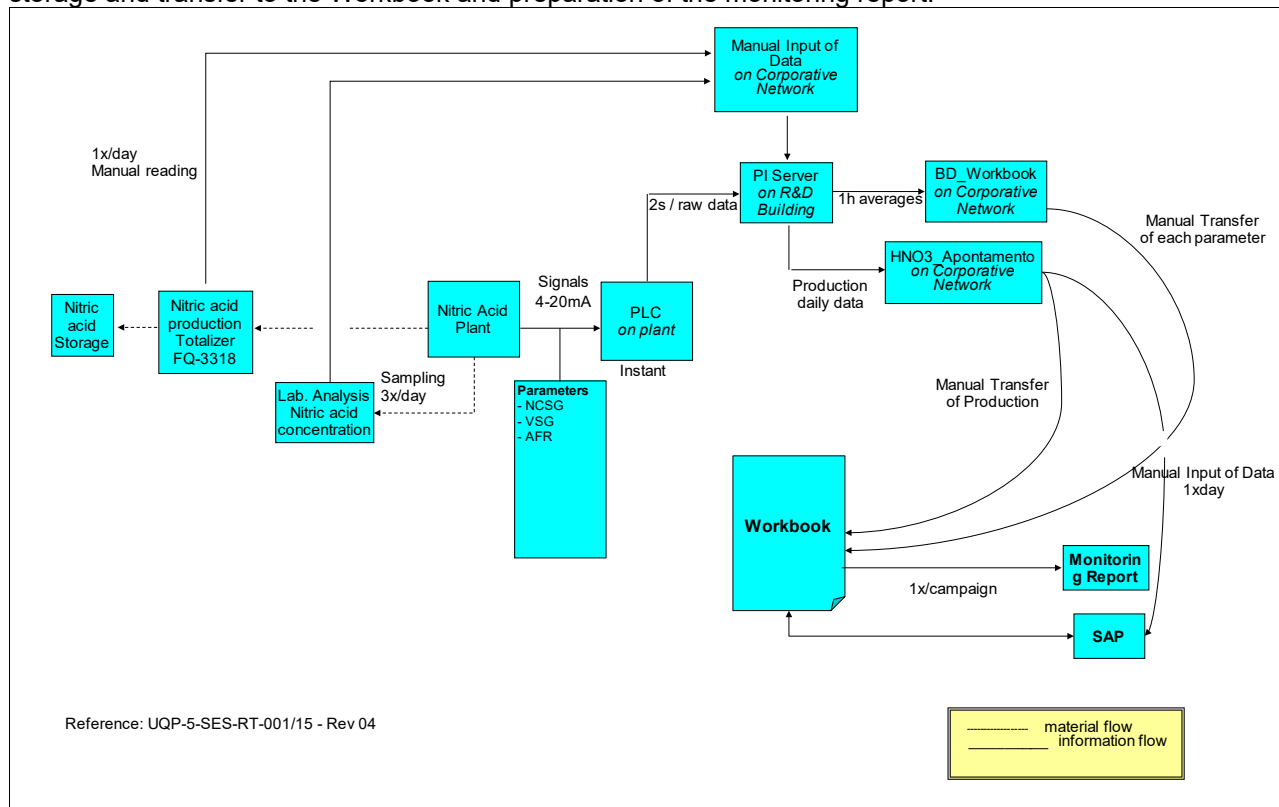 storage and transfer to the Workbook and preparation of the monitoring report.
Manual Input of
Data
on Corporative
Network
1x/day
Manual reading
PI Server
on R&D
Building
2s / raw data
1h averages
BD_Workbook
on Corporative
Network
Manual Transfer
of each parameter
HNO3_Apontamento
on Corporative
Network
Production
daily data
Signals
4-20mA
Nitric
acid
Storage
Nitric acid
production
Totalizer
FQ-3318
Nitric Acid
Plant
PLC
on plant
Instant
Sampling
3x/day
Lab. Analysis
Nitric acid
concentration
Parameters
- NCSG
- VSG
- AFR
Manual Transfer
of Production
Manual Input of Data
1xday
Workbook
1x/campaign
Monitorin
g Report
SAP
Reference: UQP-5-SES-RT-001/15 - Rev 04
material flow
information flow